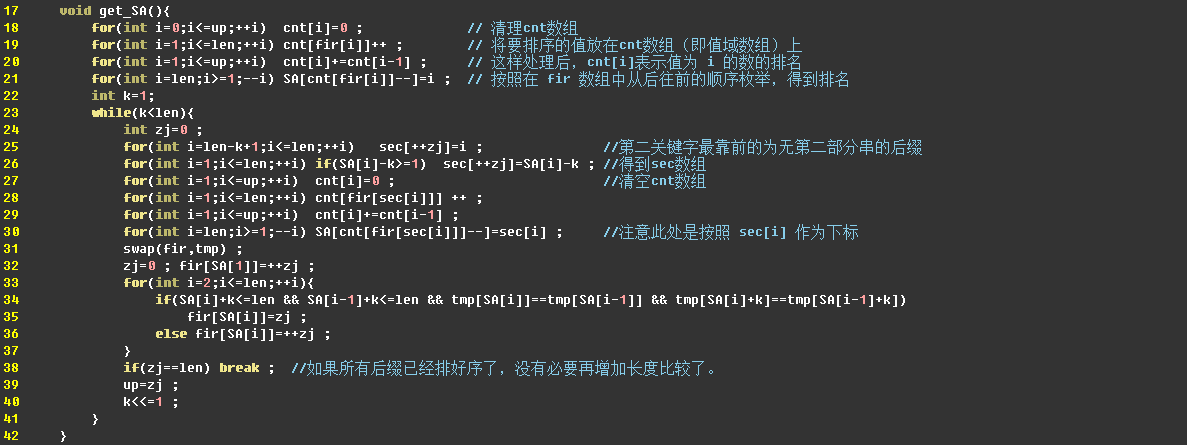 17 void get_SA(){
18 for(int i=0;i<=up;++i) cnt[i]=0 ; // 清理cnt数组
19 for(int i=1;i<=len;++i) cnt[fir[i]]++ ; // 将要排序的值放在cnt数组（即值域数组）上
20 for(int i=1;i<=up;++i) cnt[i]+=cnt[i-1] ; // 这样处理后，cnt[i]表示值为 i 的数的排名
21 for(int i=len;i>=1;--i) SA[cnt[fir[i]]--]=i ; // 按照在 fir 数组中从后往前的顺序枚举，得到排名
22 int k=1;
23 while(k<len){
24 int zj=0 ;
25 for(int i=len-k+1;i<=len;++i) sec[++zj]=i ; //第二关键字最靠前的为无第二部分串的后缀
26 for(int i=1;i<=len;++i) if(SA[i]-k>=1) sec[++zj]=SA[i]-k ; //得到sec数组
27 for(int i=1;i<=up;++i) cnt[i]=0 ; //清空cnt数组
28 for(int i=1;i<=len;++i) cnt[fir[sec[i]]] ++ ;
29 for(int i=1;i<=up;++i) cnt[i]+=cnt[i-1] ;
30 for(int i=len;i>=1;--i) SA[cnt[fir[sec[i]]]--]=sec[i] ; //注意此处是按照 sec[i] 作为下标
31 swap(fir,tmp) ;
32 zj=0 ; fir[SA[1]]=++zj ;
33 for(int i=2;i<=len;++i){
34 if(SA[i]+k<=len && SA[i-1]+k<=len && tmp[SA[i]]==tmp[SA[i-1]] && tmp[SA[i]+k]==tmp[SA[i-1]+k])
35 fir[SA[i]]=zj ;
36 else fir[SA[i]]=++zj ;
37 }
38 if(zj==len) break ; //如果所有后缀已经排好序了，没有必要再增加长度比较了。
39 up=zj ;
40 k<<=1 ;
41 }
42 }